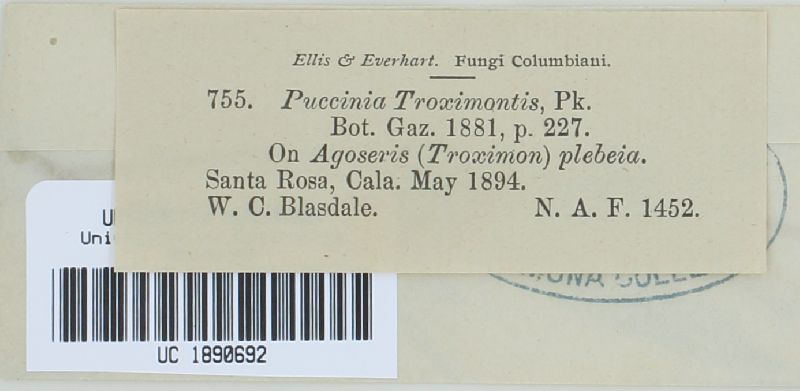 Ellis & Everhart. Fungi Columbiani.
755. Puccinia Troximontis, Pk.
Bot. Gaz. 1881, p. 227.
On Agoseris (Troximon) plebeia.
Santa Rosa, Cala. May 1894.
W. C. Blasdale. N. A. F. 1452.
UC 1890692